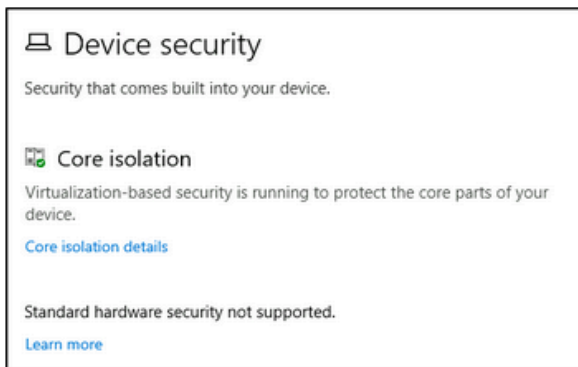 Device security
Security that comes built into your device.
Core isolation
Virtualization-based security is running to protect the core parts of your
device.
Core isolation details
Standard hardware security not supported.
Learn more